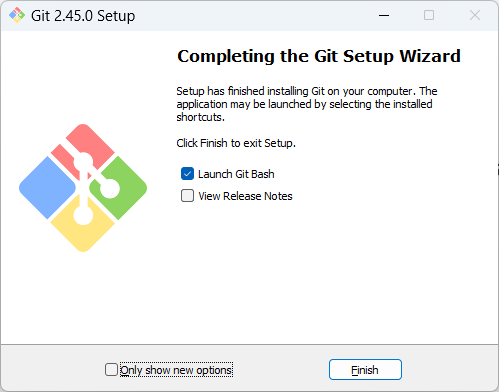 Git 2.45.0 Setup
Completing the Git Setup Wizard
Setup has finished installing Git on your computer. The
application may be launched by selecting the installed
shortcuts.
Click Finish to exit Setup.
Launch Git Bash
View Release Notes
Only show new options
Finish